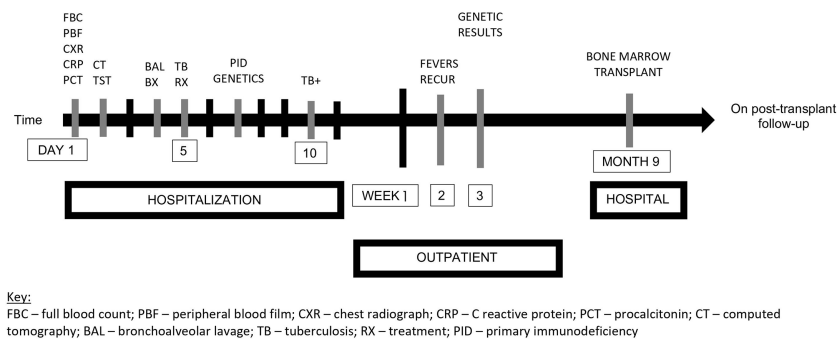 FBC
PBF
CXR
CRP
PCT
CT
TST
BAL
BX
TB
RX
PID
GENETICS
TB+
FEVERS
RECUR
GENETIC
RESULTS
BONE MARROW
TRANSPLANT
Time
On post-transplant
follow-up
DAY 1
5
10
WEEK 1
2
3
MONTH 9
HOSPITALIZATION
HOSPITAL
OUTPATIENT
Key:
FBC – full blood count; PBF – peripheral blood film; CXR – chest radiograph; CRP – C reactive protein; PCT – procalcitonin; CT – computed
tomography; BAL – bronchoalveolar lavage; TB – tuberculosis; RX – treatment; PID – primary immunodeficiency